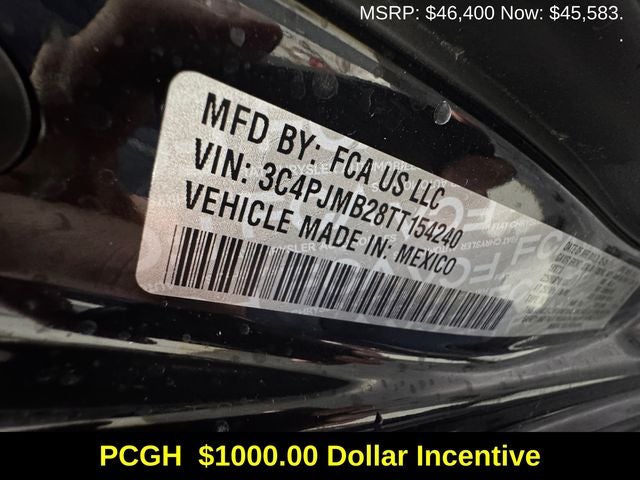 MSRP: $46,400 Now: $45,583.
MFD BY: FCA US LLC
VIN: 3C4PJMB28TT154240
VEHICLE MADE IN: MEXICO
PCGH $1000.00 Dollar Incentive